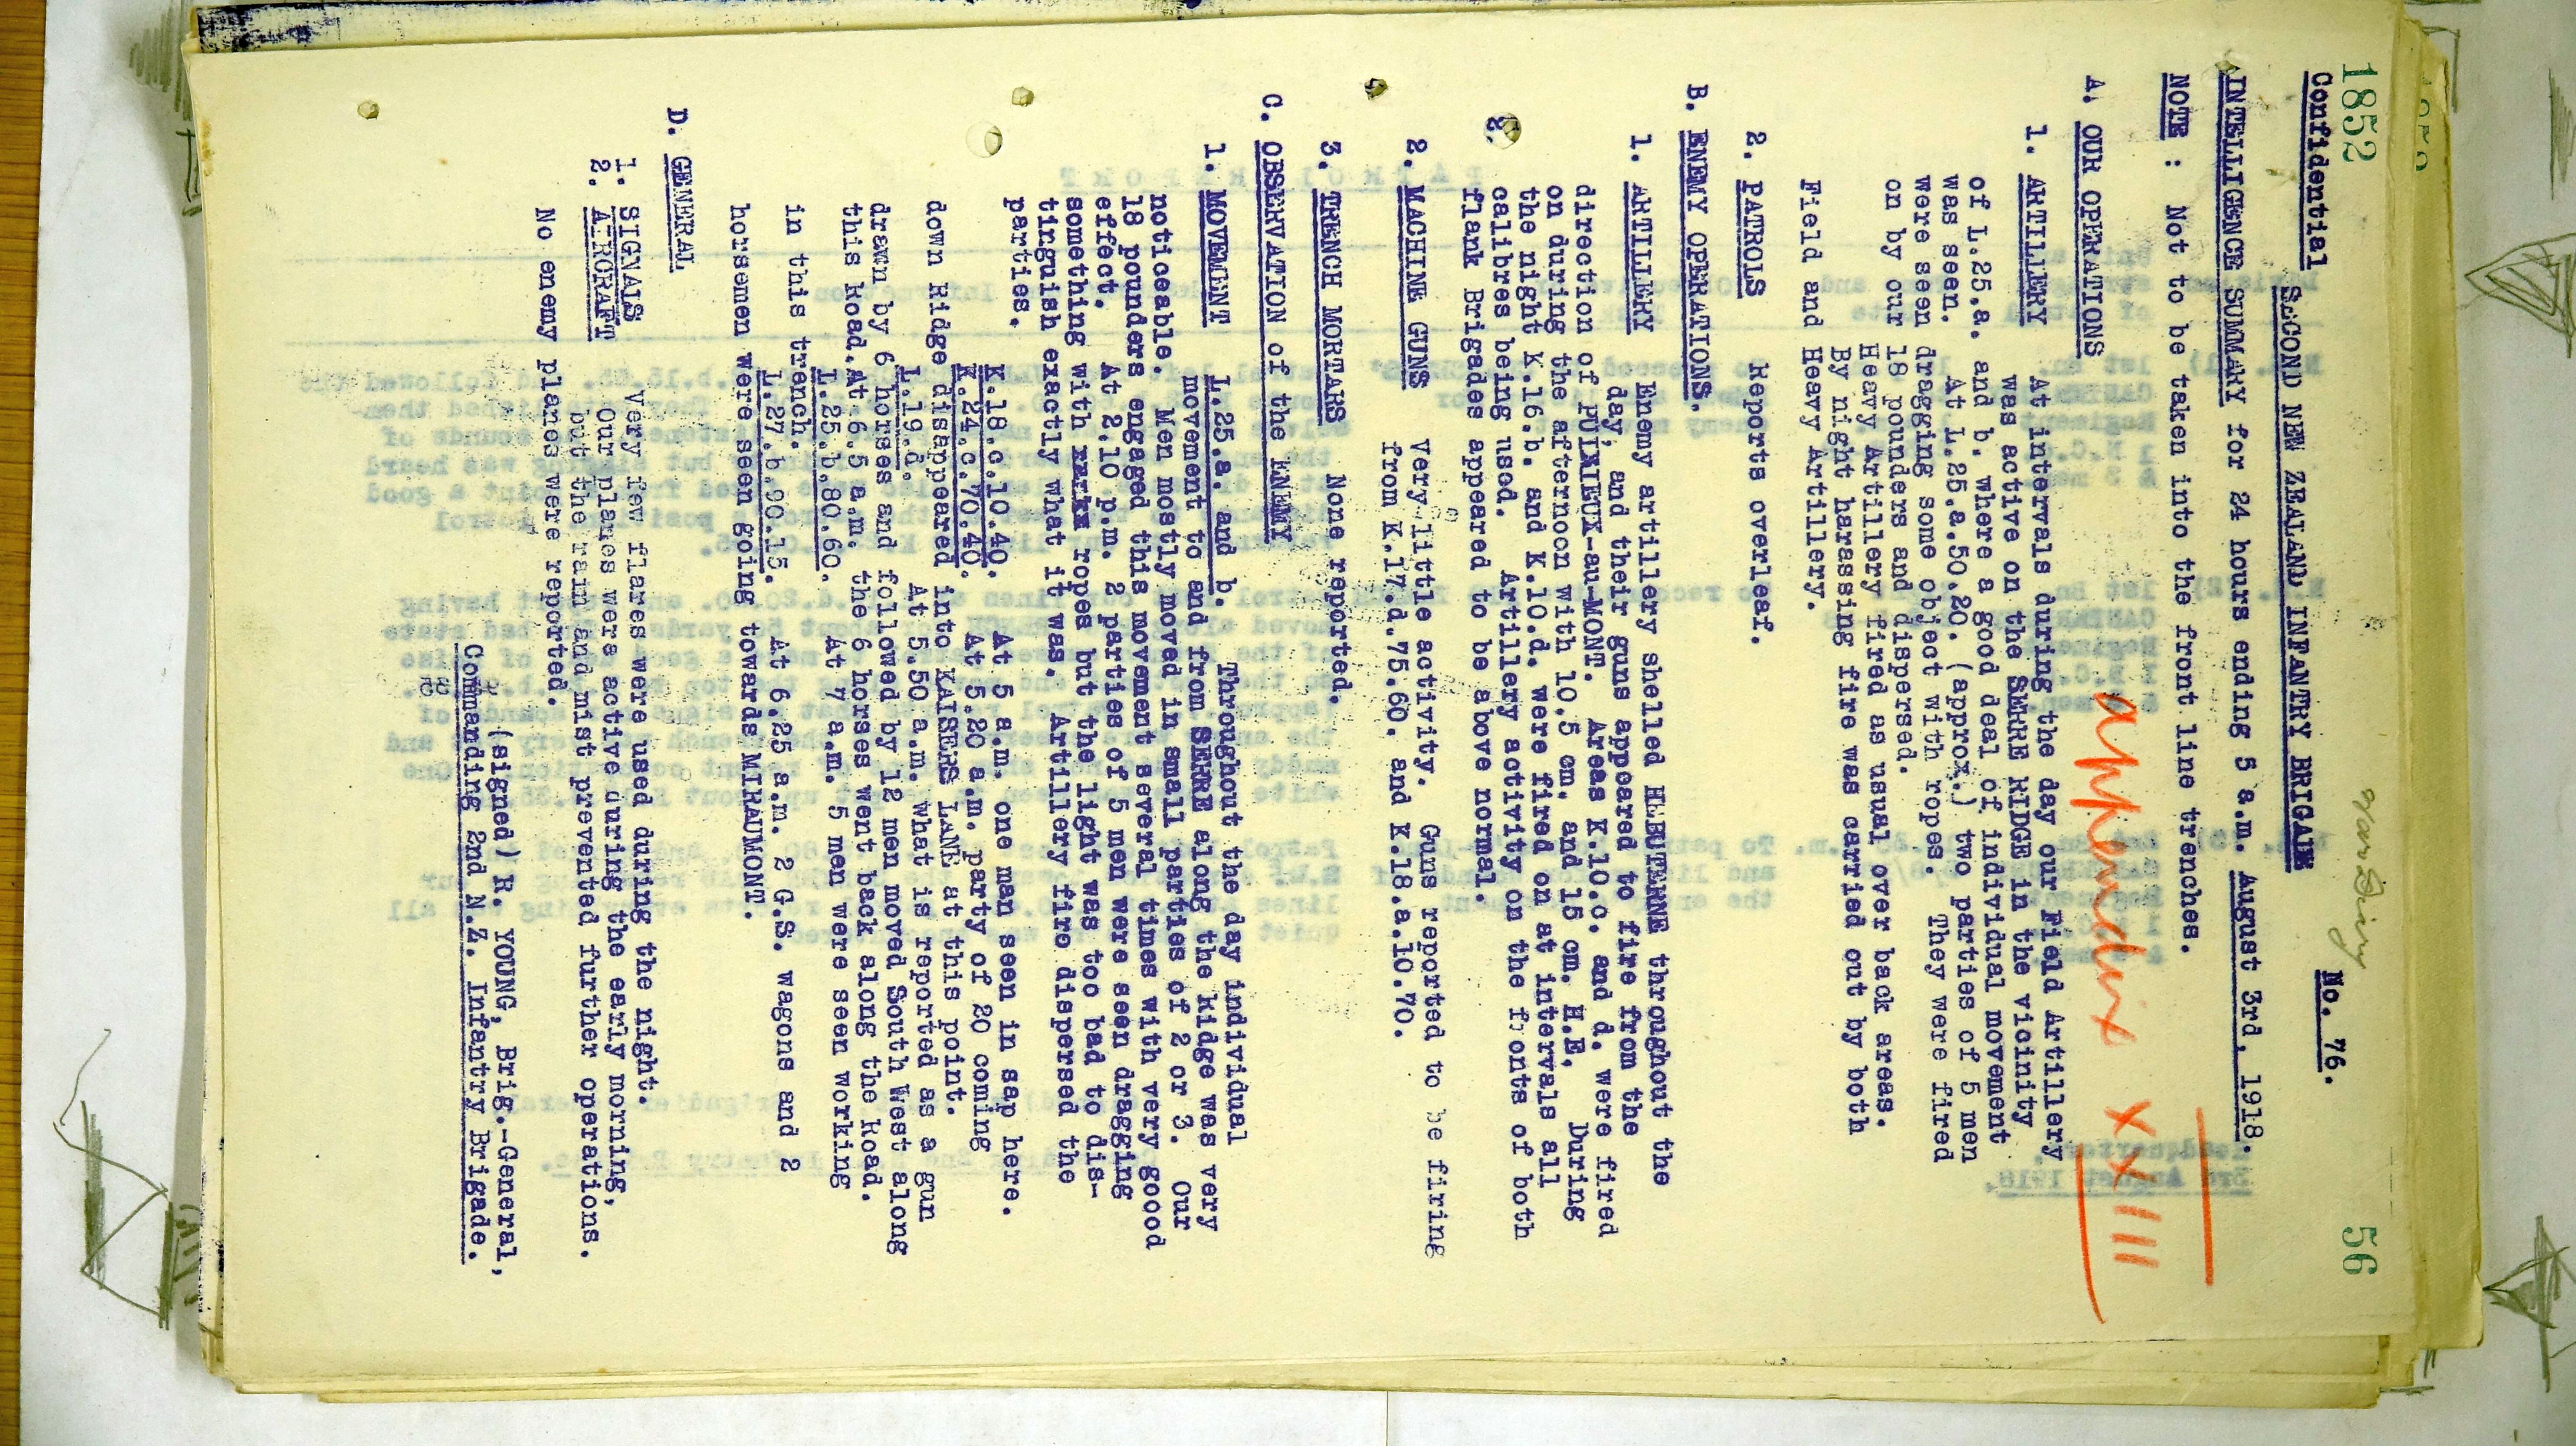 1852
56
War Diary
Confidential
No. 76.
SECOND NEW ZEALAND INFANTRY BRIGADE
INTELLIGENCE SUMMARY for 24 hours ending 5 a.m. August 3rd, 1918.
NOTE : Not to be taken into the front line trenches.
appendix XXIII
A. OUR OPERATIONS
1. ARTILLERY At intervals during the day our Field Artillery
was active on the SERRE RIDGE in the vicinity
of L.25.a. and b. where a good deal of individual movement
was seen. At L.25.a.50.20. (approx.) two parties of 5 men
were seen dragging some object with ropes. They were fired
on by our 18 pounders and dispersed.
Heavy Artillery fired as usual over back areas.
By night harassing fire was carried out by both
Field and Heavy Artillery.
2. PATROLS Reports overleaf.
B. ENEMY OPERATIONS.
1. ARTILLERY Enemy artillery shelled HEBUTERNE throughout the
day, and their guns appeared to fire from the
direction of PUIXIEUX-au-MONT. Areas K.10.c. and d. were fired
on during the afternoon with 10.5 cm. and 15 cm. H.E. During
the night K.16.b. and K.10.d. were fired on at intervals all
calibres being used. Artillery activity on the fronts of both
flank Brigades appeared to be above normal.
2. MACHINE GUNS Very little activity. Guns reported to be firing
from K.17.d.75.60. and K.18.a.10.70.
3. TRENCH MORTARS None reported.
C. OBSERVATION of the ENEMY
1. MOVEMENT L.25.a. and b. Throughout the day individual
movement to and from SERRE along the Ridge was very
noticeable. Men mostly moved in small parties of 2 or 3. Our
18 pounders engaged this movement several times with very goood
effect. At 2.10 p.m. 2 parties of 5 men were seen dragging
something with ropes but the light was too bad to dis-
tinguish exactly what it was. Artillery fire dispersed the
parties.
K.18.c.10.40. At 5 a.m. one man seen in sap here.
K.24.c.70.40. At 5.20 a.m. party of 20 coming
down Ridge disappeared into KAISERS LANE at this point.
L.19.d. At 5.50 a.m. what is reported as a gun
drawn by 6 horses and followed by 12 men moved South West along
this Road. At 6.5 a.m. the 6 horses went back along the Road.
L.25.b.80.60. At 7 a.m. 5 men were seen working
in this trench.
L.27.b.90.15. At 6.25 a.m. 2 G.S. wagons and 2
horsemen were seen going towards MIRAUMONT.
D. GENERAL
1. SIGNALS Very few flares were used during the night.
2. AIRCRAFT Our planes were active during the early morning,
but the rain and mist prevented further operations.
No enemy planes were reported.
(signed) R. YOUNG, Brig.-General,
Commanding 2nd N.Z. Infantry Brigade.